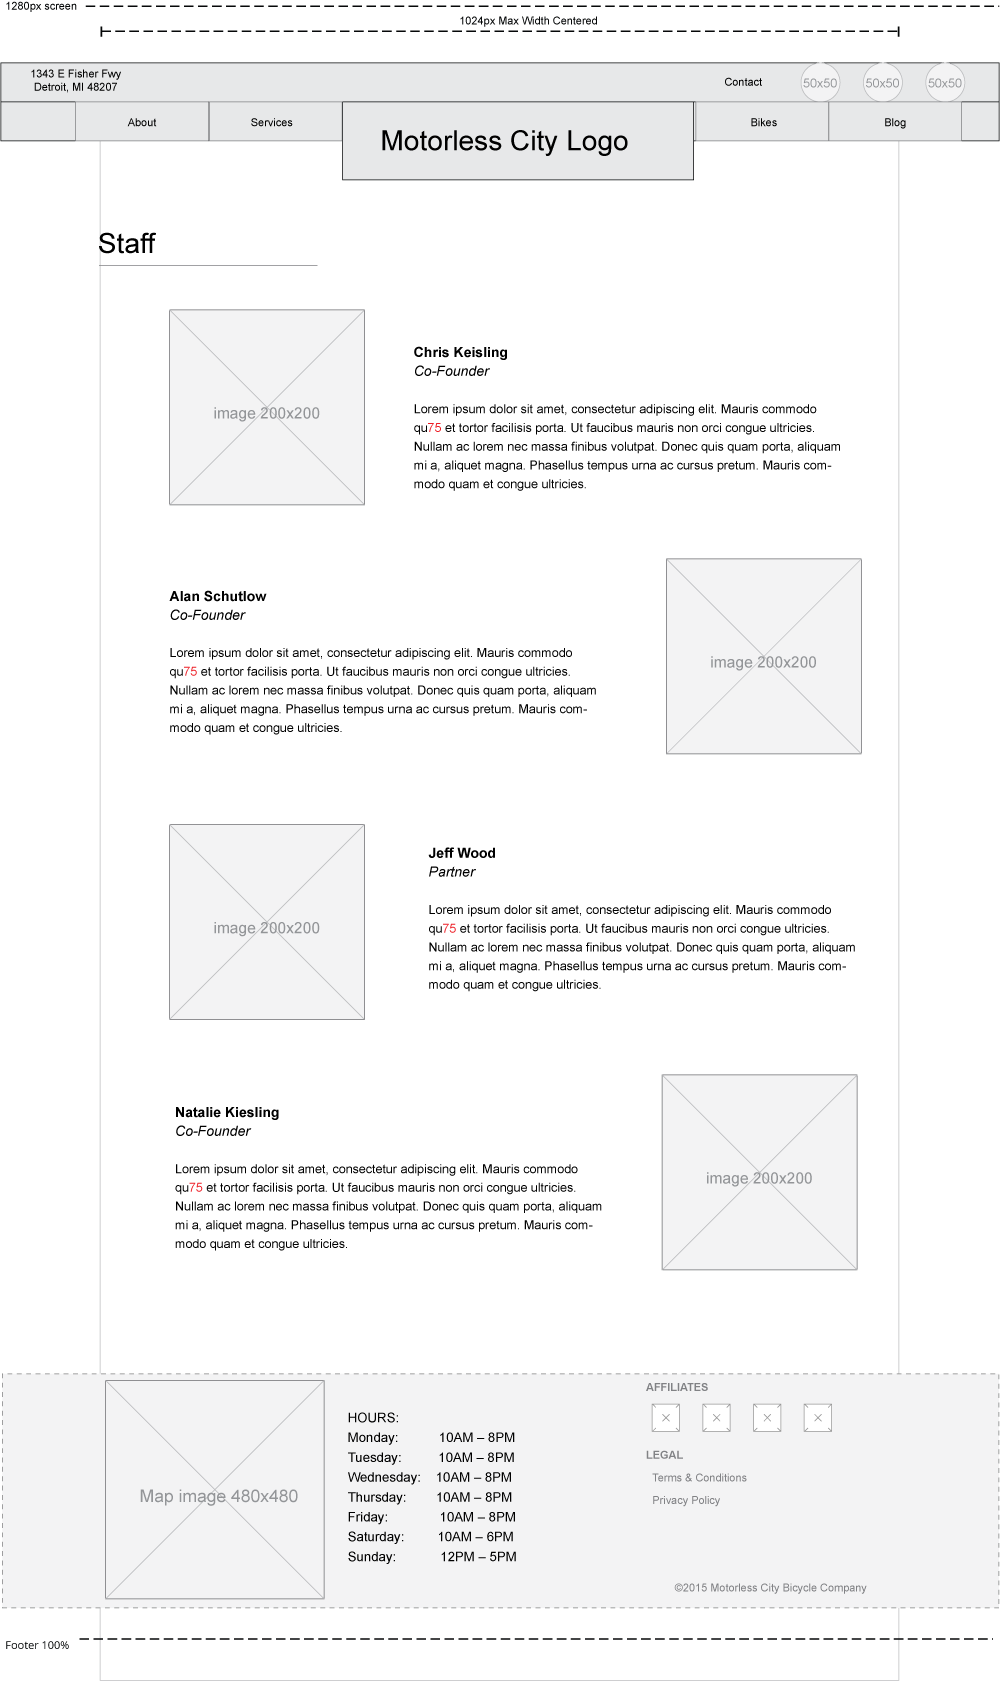 1280px screen
1024px Max Width Centered
1343 E Fisher Fwy
Detroit, MI 48207
Contact
50x50
50x50
50x50
About
Services
Motorless City Logo
Bikes
Blog
Staff
image 200x200
Chris Keisling
Co-Founder
Lorem ipsum dolor sit amet, consectetur adipiscing elit. Mauris commodo
qu75 et tortor facilisis porta. Ut faucibus mauris non orci congue ultricies.
Nullam ac lorem nec massa finibus volutpat. Donec quis quam porta, aliquam
mi a, aliquet magna. Phasellus tempus urna ac cursus pretum. Mauris com-
modo quam et congue ultricies.
Alan Schutlow
Co-Founder
Lorem ipsum dolor sit amet, consectetur adipiscing elit. Mauris commodo
qu75 et tortor facilisis porta. Ut faucibus mauris non orci congue ultricies.
Nullam ac lorem nec massa finibus volutpat. Donec quis quam porta, aliquam
mi a, aliquet magna. Phasellus tempus urna ac cursus pretum. Mauris com-
modo quam et congue ultricies.
image 200x200
image 200x200
Jeff Wood
Partner
Lorem ipsum dolor sit amet, consectetur adipiscing elit. Mauris commodo
qu75 et tortor facilisis porta. Ut faucibus mauris non orci congue ultricies.
Nullam ac lorem nec massa finibus volutpat. Donec quis quam porta, aliquam
mi a, aliquet magna. Phasellus tempus urna ac cursus pretum. Mauris com-
modo quam et congue ultricies.
Natalie Kiesling
Co-Founder
Lorem ipsum dolor sit amet, consectetur adipiscing elit. Mauris commodo
qu75 et tortor facilisis porta. Ut faucibus mauris non orci congue ultricies.
Nullam ac lorem nec massa finibus volutpat. Donec quis quam porta, aliquam
mi a, aliquet magna. Phasellus tempus urna ac cursus pretum. Mauris com-
modo quam et congue ultricies.
image 200x200
Map image 480x480
HOURS:
Monday: 10AM – 8PM
Tuesday: 10AM – 8PM
Wednesday: 10AM – 8PM
Thursday: 10AM – 8PM
Friday: 10AM – 8PM
Saturday: 10AM – 6PM
Sunday: 12PM – 5PM
AFFILIATES
LEGAL
Terms & Conditions
Privacy Policy
©2015 Motorless City Bicycle Company
Footer 100%